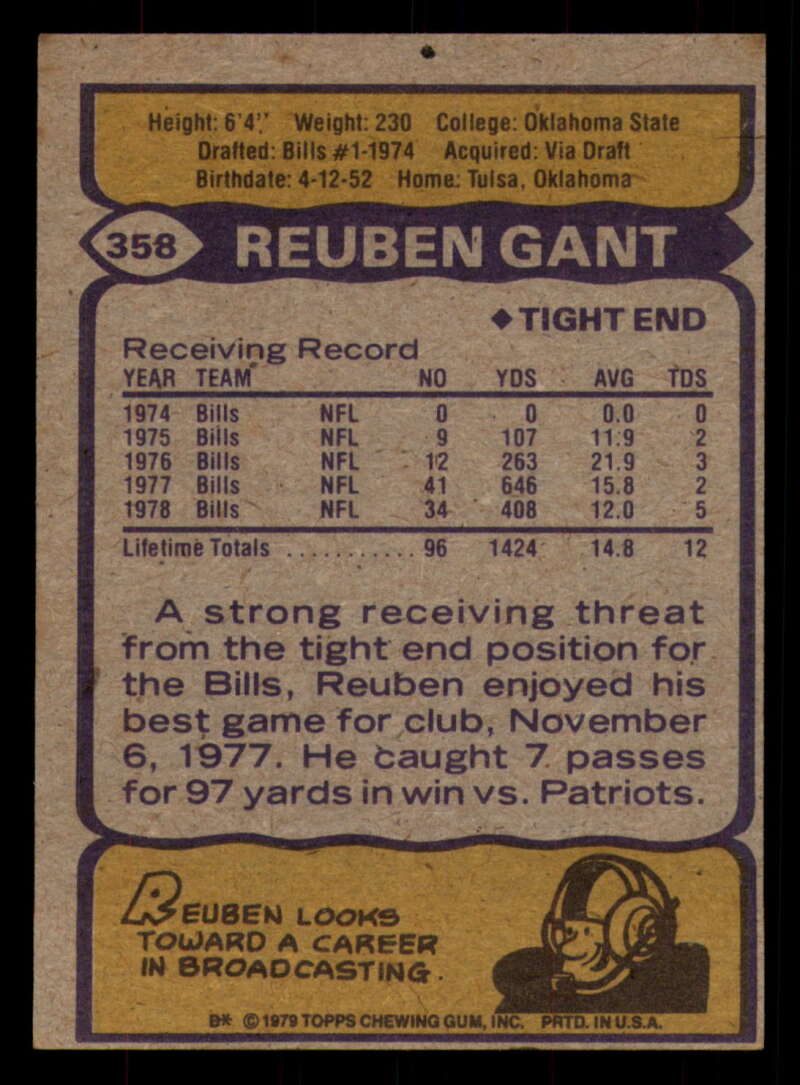 Height: 6'4" Weight: 230 College: Oklahoma State
Drafted: Bills #1-1974 Acquired: Via Draft
Birthdate: 4-12-52 Home: Tulsa, Oklahoma
358 REUBEN GANT
◆TIGHT END
Receiving Record
YEAR TEAM NO YDS AVG TDS
1974 Bills NFL 0 0 0.0 0
1975 Bills NFL 9 107 11.9 2
1976 Bills NFL 12 263 21.9 3
1977 Bills NFL 41 646 15.8 2
1978 Bills NFL 34 408 12.0 5
Lifetime Totals ........... 96 1424 14.8 12
A strong receiving threat
from the tight end position for
the Bills, Reuben enjoyed his
best game for club, November
6, 1977. He caught 7 passes
for 97 yards in win vs. Patriots.
REUBEN LOOKS
TOWARD A CAREER
IN BROADCASTING.
B* © 1979 TOPPS CHEWING GUM, INC. PRTD. IN U.S.A.